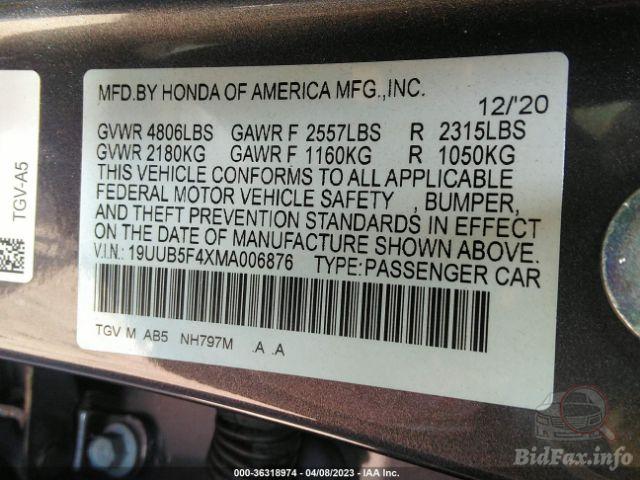 MFD.BY HONDA OF AMERICA MFG.,INC.
12/'20
GVWR 4806LBS GAWR F 2557LBS R 2315LBS
GVWR 2180KG GAWR F 1160KG R 1050KG
THIS VEHICLE CONFORMS TO ALL APPLICABLE
FEDERAL MOTOR VEHICLE SAFETY , BUMPER,
AND THEFT PREVENTION STANDARDS IN EFFECT
ON THE DATE OF MANUFACTURE SHOWN ABOVE.
V.I.N: 19UUB5F4XMA006876 TYPE:PASSENGER CAR
TGV M AB5 NH797M .A .A
TGV-A5
BidFax.info
000-36318974 - 04/08/2023 - IAA Inc.